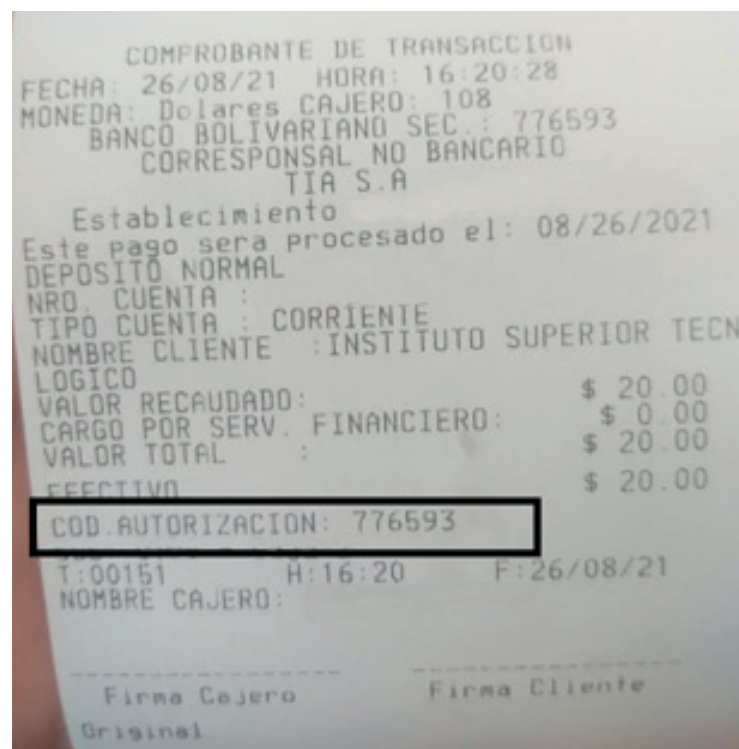 COMPROBANTE DE TRANSACCION
FECHA: 26/08/21 HORA: 16:20:28
MONEDA: Dolares CAJERO: 108
BANCO BOLIVARIANO SEC.: 776593
CORRESPONSAL NO BANCARIO
TIA S.A
Establecimiento
Este pago sera procesado el: 08/26/2021
DEPOSITO NORMAL
NRO. CUENTA :
TIPO CUENTA : CORRIENTE
NOMBRE CLIENTE :INSTITUTO SUPERIOR TECN
LOGICO
VALOR RECAUDADO: $ 20.00
CARGO POR SERV. FINANCIERO: $ 0.00
VALOR TOTAL : $ 20.00
EFECTIVO $ 20.00
COD.AUTORIZACION: 776593
T:00151 H:16:20 F:26/08/21
NOMBRE CAJERO:
Firma Cajero Firma Cliente
Original